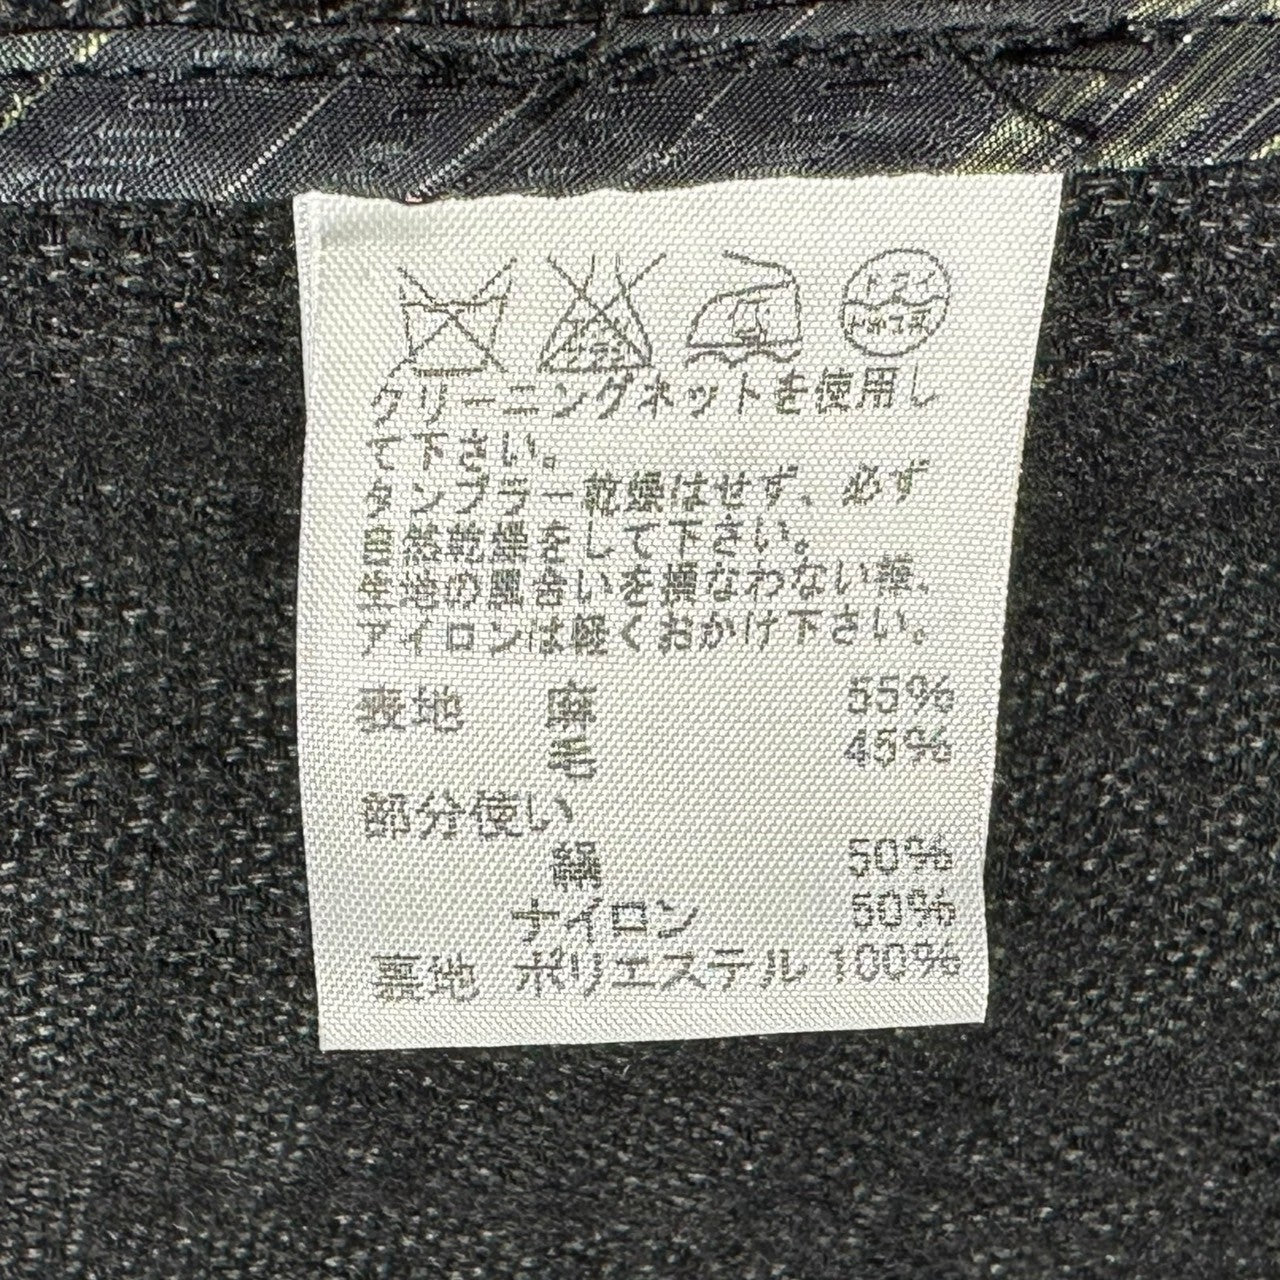 クリーニングネットを使用し
て下さい。
タンブラー乾燥はせず、必ず
自然乾燥をして下さい。
生地の風合いを損なわない様、
アイロンは軽くおかけ下さい。
表地 麻 55%
毛 45%
部分使い
綿 50%
ナイロン 50%
裏地 ポリエステル 100%